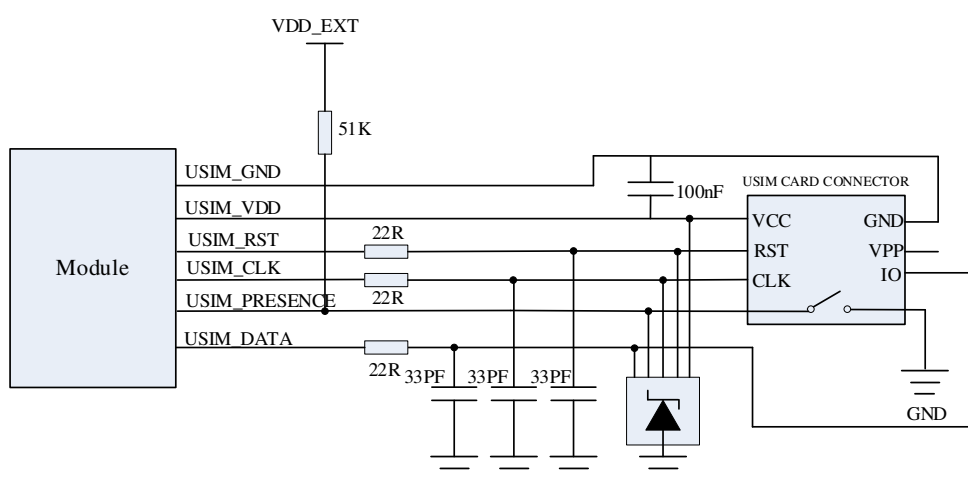 VDD_EXT
51K
USIM_GND
100nF
USIM CARD CONNECTOR
USIM_VDD
VCC
GND
USIM_RST
22R
RST
VPP
Module
USIM_CLK
22R
CLK
IO
USIM_PRESENCE
USIM_DATA
22R
33PF
33PF
33PF
GND